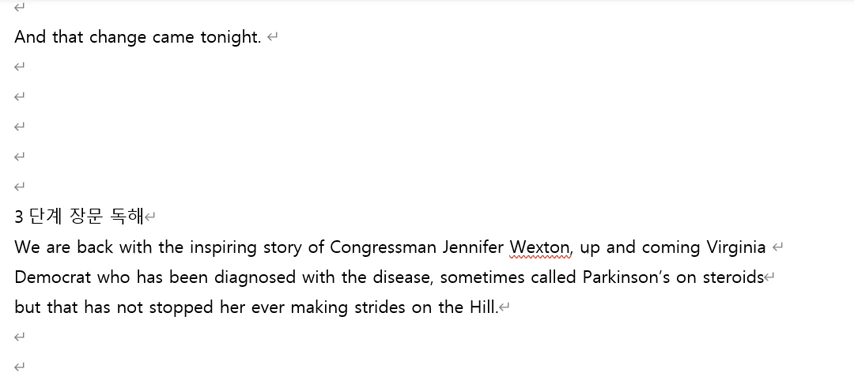 And that change came tonight.
3 단계 장문 독해
We are back with the inspiring story of Congressman Jennifer Wexton, up and coming Virginia
Democrat who has been diagnosed with the disease, sometimes called Parkinson’s on steroids
but that has not stopped her ever making strides on the Hill.